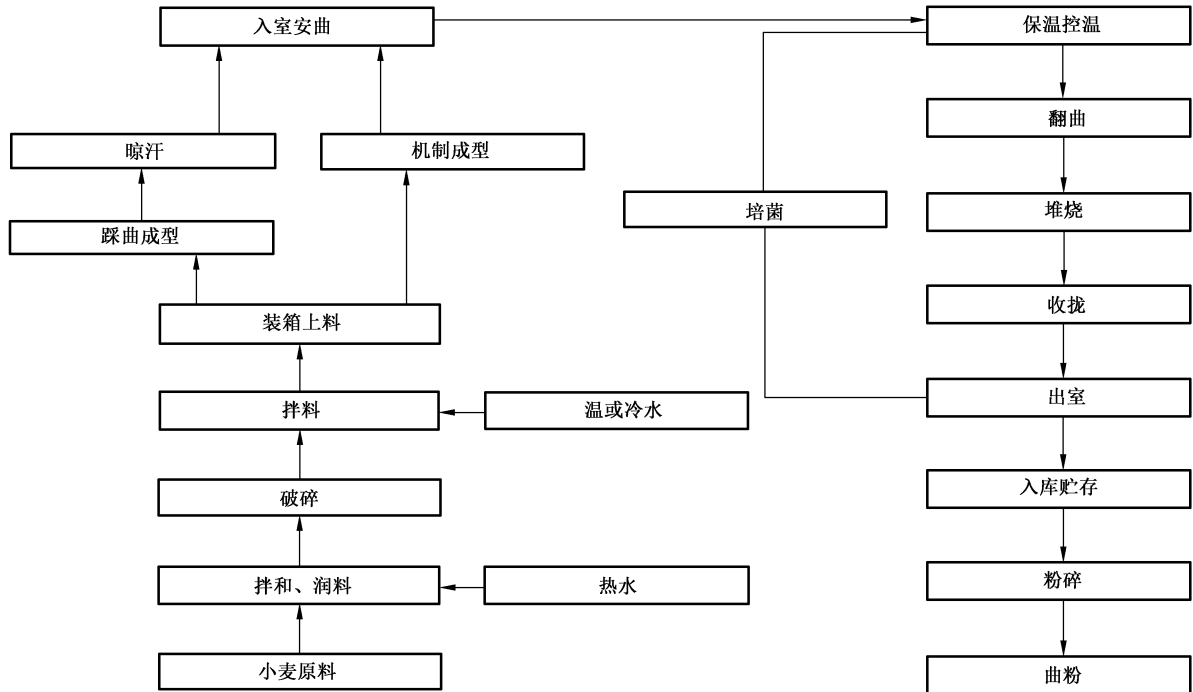 入室安曲
保温控温
翻曲
晾汗
机制成型
培菌
堆烧
踩曲成型
收拢
装箱上料
出室
拌料
温或冷水
入库贮存
破碎
粉碎
拌和、润料
热水
小麦原料
曲粉